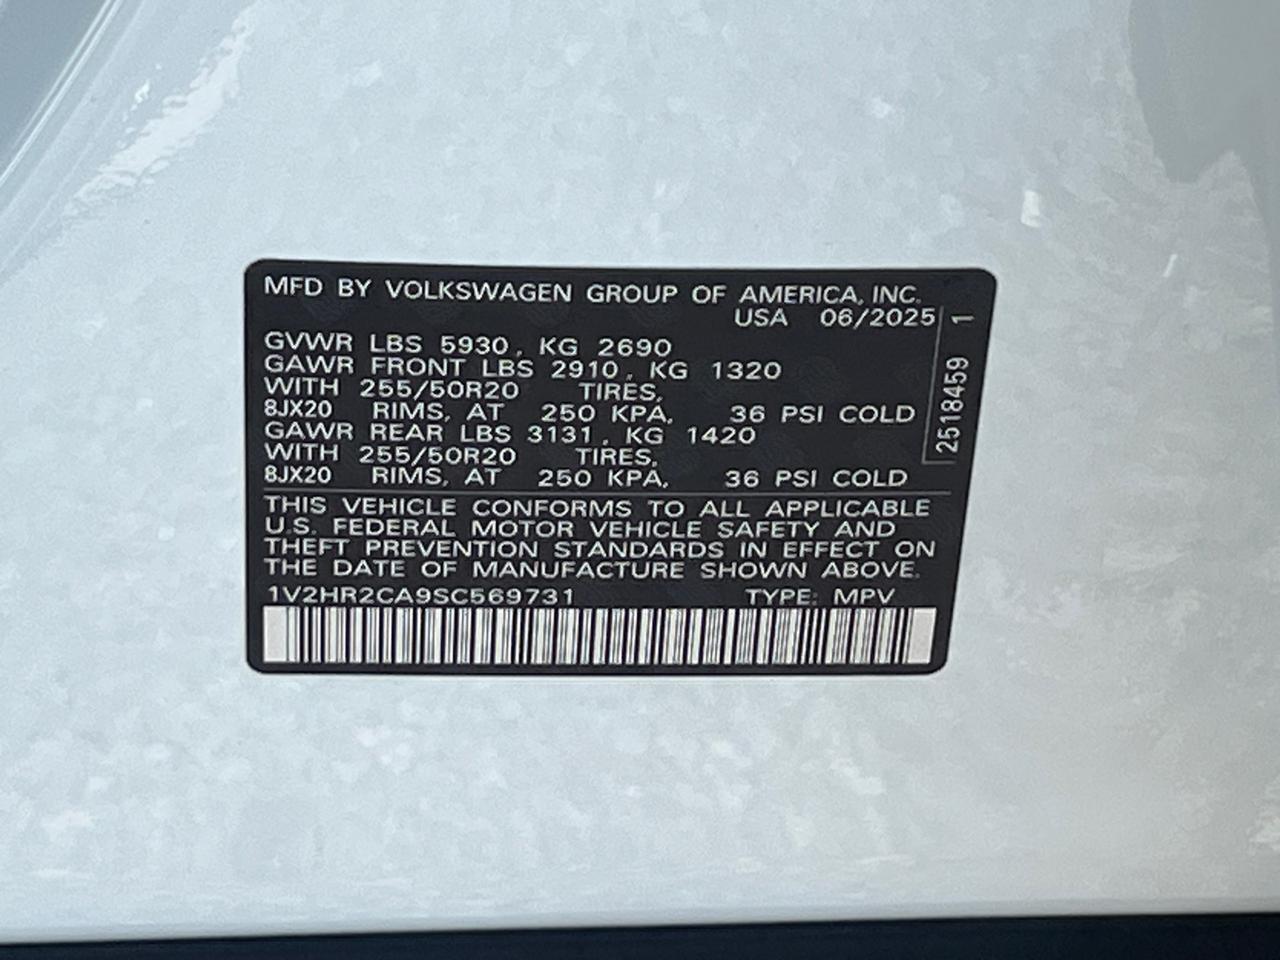 MFD BY VOLKSWAGEN GROUP OF AMERICA, INC.
USA 06/2025
GVWR LBS 5930, KG 2690
GAWR FRONT LBS 2910, KG 1320
WITH 255/50R20 TIRES,
8JX20 RIMS, AT 250 KPA, 36 PSI COLD
GAWR REAR LBS 3131, KG 1420
WITH 255/50R20 TIRES,
8JX20 RIMS, AT 250 KPA, 36 PSI COLD
THIS VEHICLE CONFORMS TO ALL APPLICABLE
U.S. FEDERAL MOTOR VEHICLE SAFETY AND
THEFT PREVENTION STANDARDS IN EFFECT ON
THE DATE OF MANUFACTURE SHOWN ABOVE.
1V2HR2CA9SC569731 TYPE: MPV
2518459 1